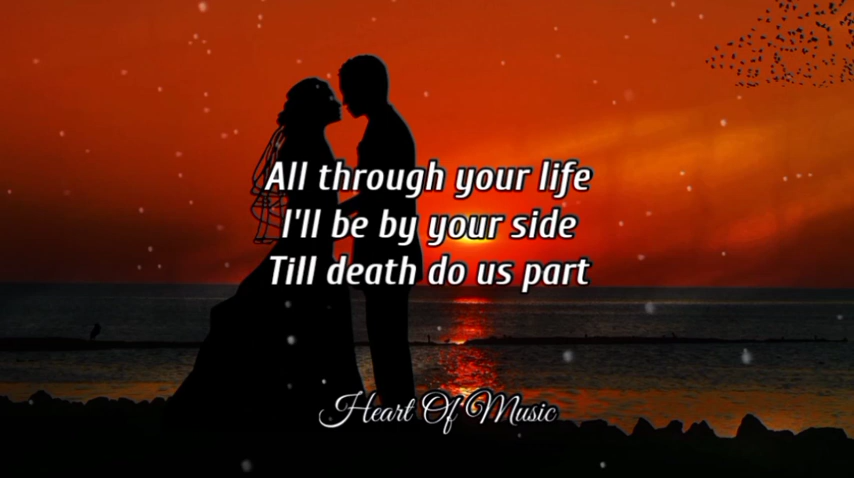 All through your life
I'll be by your side
Till death do us part
Heart Of Music